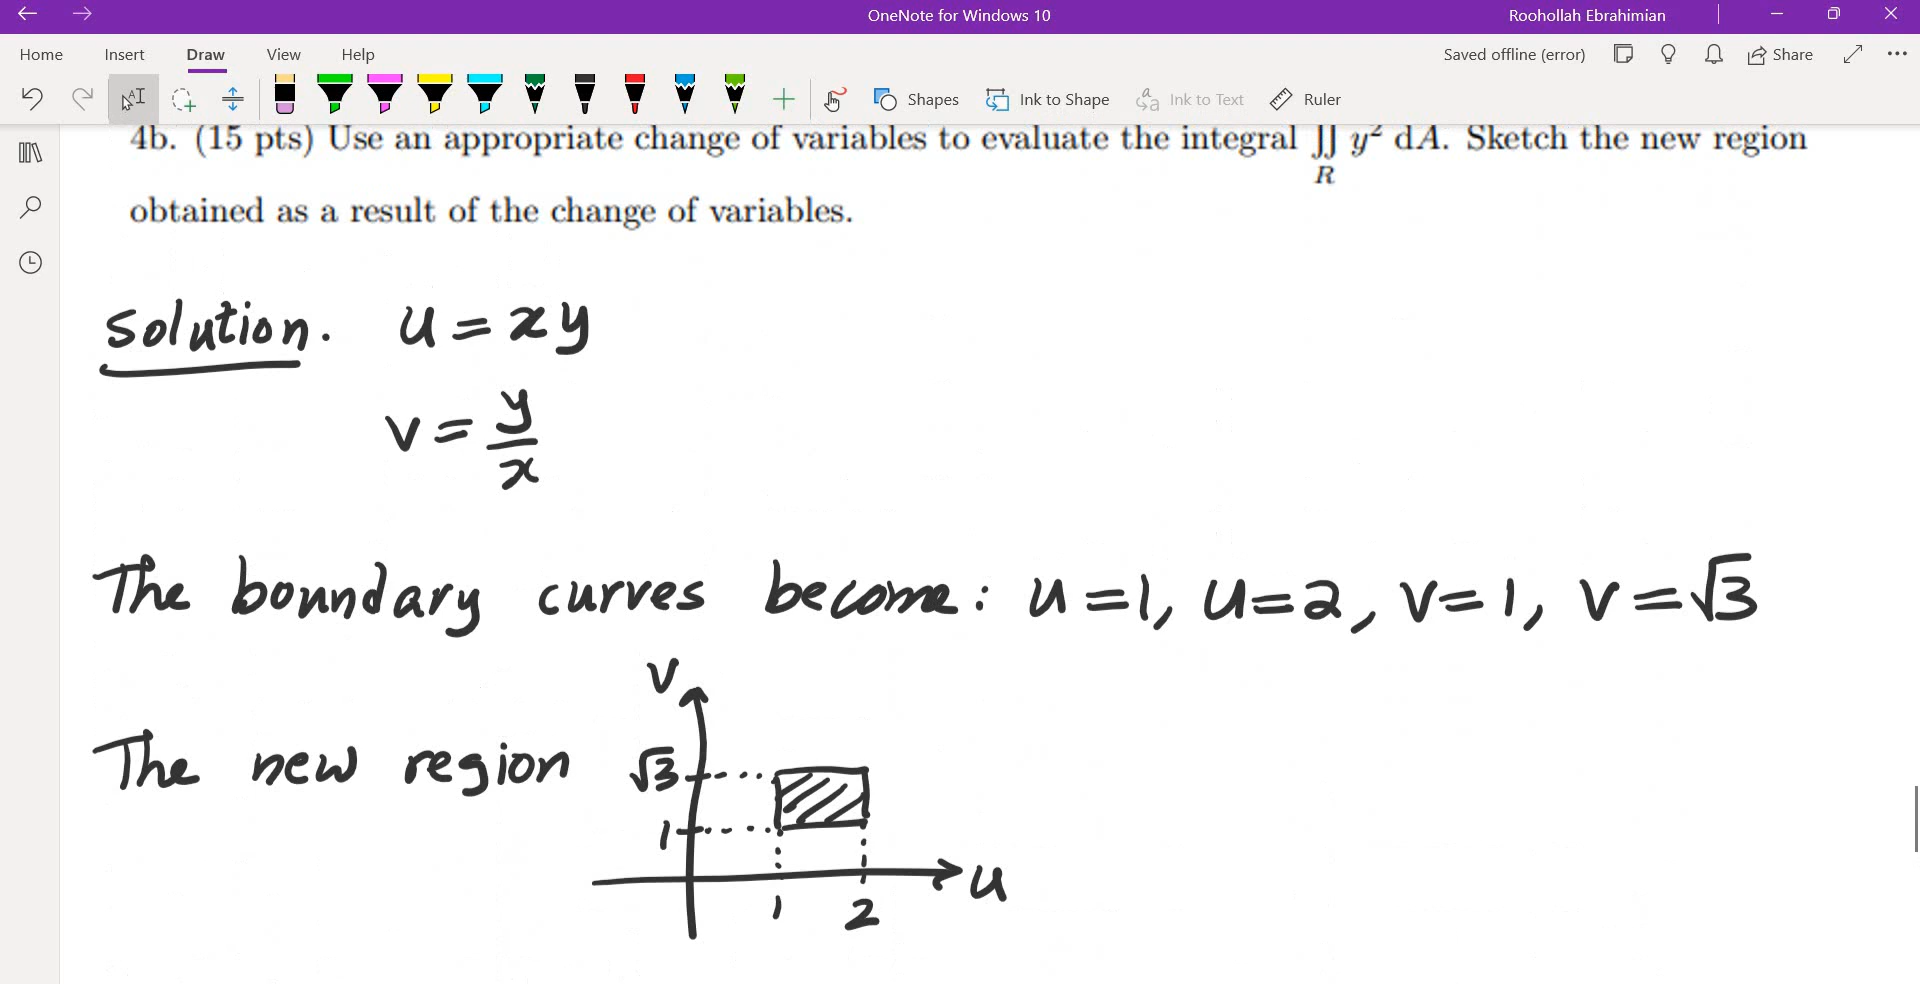 OneNote for Windows 10
Roohollah Ebrahimian
Home Insert Draw View Help
Saved offline (error) Share
Shapes Ink to Shape Ink to Text Ruler
4b. (15 pts) Use an appropriate change of variables to evaluate the integral ∬ y² dA. Sketch the new region
R
obtained as a result of the change of variables.
Solution. u = xy
v = y/x
The boundary curves become: u = 1, u = 2, v = 1, v = √3
v
The new region √3
1
u
1 2